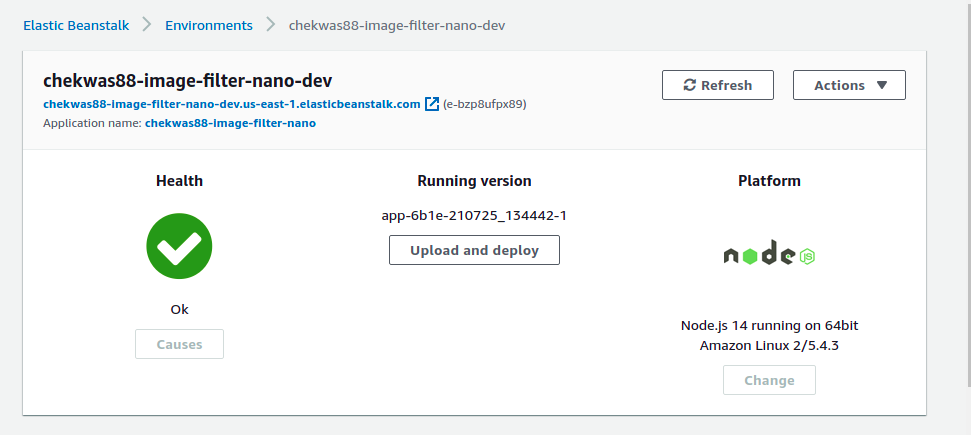 Elastic Beanstalk > Environments > chekwas88-image-filter-nano-dev
chekwas88-image-filter-nano-dev
Refresh
Actions
chekwas88-image-filter-nano-dev.us-east-1.elasticbeanstalk.com (e-bzp8ufpx89)
Application name: chekwas88-image-filter-nano
Health
Running version
Platform
app-6b1e-210725_134442-1
Upload and deploy
node
JS
Ok
Causes
Node.js 14 running on 64bit
Amazon Linux 2/5.4.3
Change